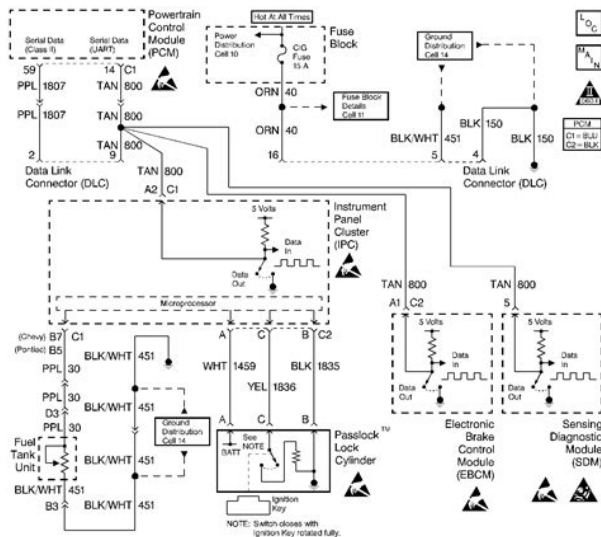 Powertrain
Control
Module
(PCM)
Serial Data
(Class II)
Serial Data
(UART)
59
14
C1
PPL
1807
TAN
800
PPL
1807
TAN
800
TAN
800
2
9
Data Link
Connector (DLC)
Hot At All Times
Power
Distribution
Cell 10
CIG
Fuse
15 A
Fuse
Block
ORN
40
Fuse Block
Details
Cell 11
ORN
40
16
Ground
Distribution
Cell 14
BLK/WHT
451
BLK
150
BLK
150
5
4
Data Link
Connector (DLC)
LOC
MAIN
II
PCM
C1 = BLU
C2 = BLK
TAN
800
A2
C1
Instrument
Panel
Cluster
(IPC)
5 Volts
Data
In
Data
Out
Microprocessor
(Chevy)
B7
C1
(Pontiac)
B5
PPL
30
PPL
30
D3
PPL
30
Fuel
Tank
Unit
BLK/WHT
451
B3
BLK/WHT
451
BLK/WHT
451
BLK/WHT
451
BLK/WHT
451
Ground
Distribution
Cell 14
A
C
B
C2
WHT
1459
YEL
1836
BLK
1835
A
C
B
See
NOTE
BATT
Passlock™
Lock
Cylinder
Ignition
Key
NOTE: Switch closes with
Ignition Key rotated fully.
TAN
800
A1
C2
5 Volts
Data
In
Data
Out
Electronic
Brake
Control
Module
(EBCM)
TAN
800
5
5 Volts
Data
In
Data
Out
Sensing
Diagnostic
Module
(SDM)